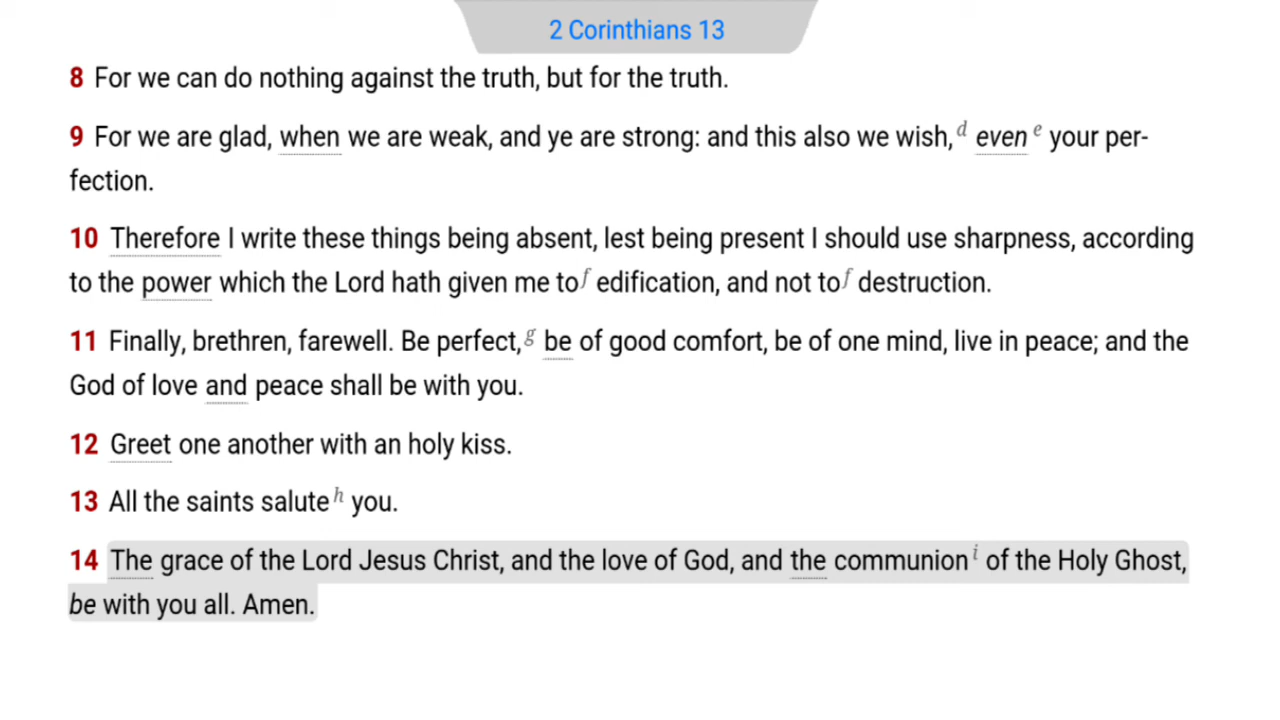 2 Corinthians 13
8 For we can do nothing against the truth, but for the truth.
9 For we are glad, when we are weak, and ye are strong: and this also we wish,d even e your per-
fection.
10 Therefore I write these things being absent, lest being present I should use sharpness, according
to the power which the Lord hath given me to f edification, and not to f destruction.
11 Finally, brethren, farewell. Be perfect,g be of good comfort, be of one mind, live in peace; and the
God of love and peace shall be with you.
12 Greet one another with an holy kiss.
13 All the saints salute h you.
14 The grace of the Lord Jesus Christ, and the love of God, and the communion i of the Holy Ghost,
be with you all. Amen.